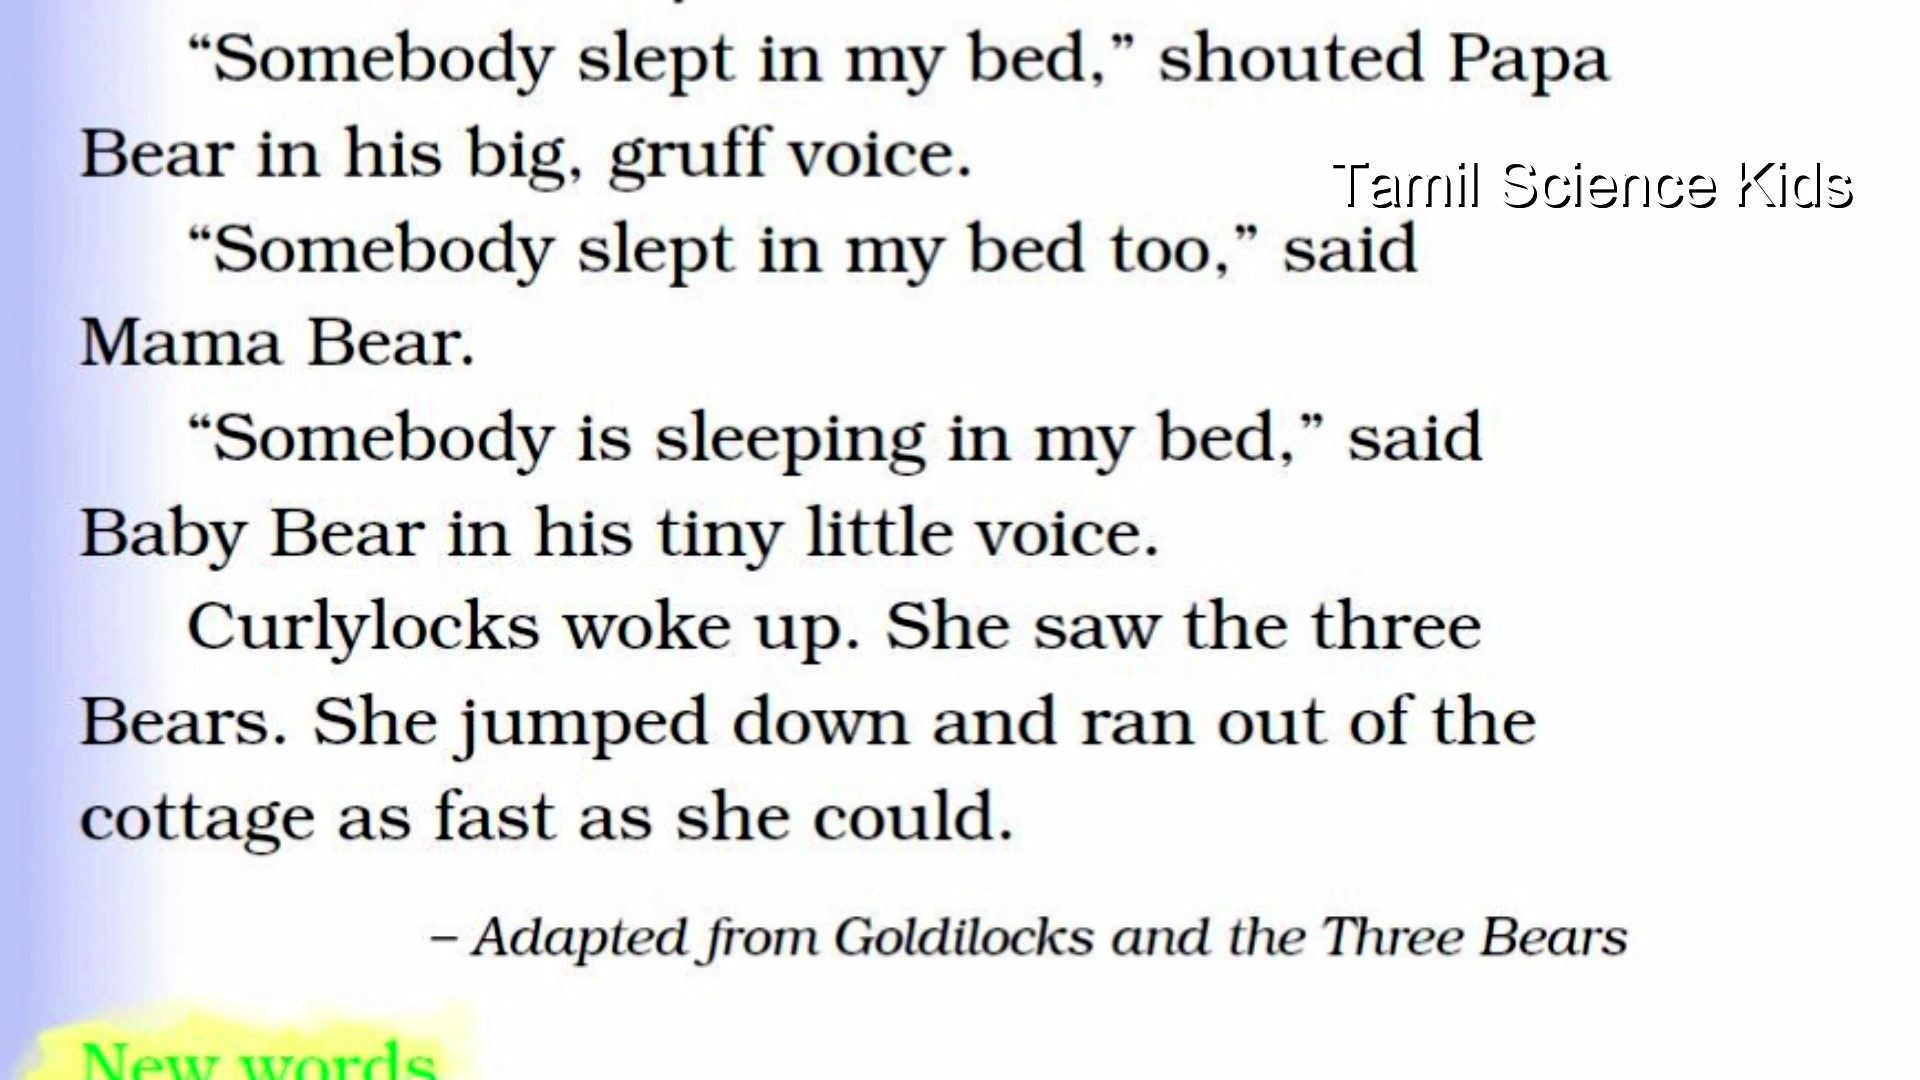 “Somebody slept in my bed,” shouted Papa
Bear in his big, gruff voice.
Tamil Science Kids
“Somebody slept in my bed too,” said
Mama Bear.
“Somebody is sleeping in my bed,” said
Baby Bear in his tiny little voice.
Curlylocks woke up. She saw the three
Bears. She jumped down and ran out of the
cottage as fast as she could.
– Adapted from Goldilocks and the Three Bears
New words